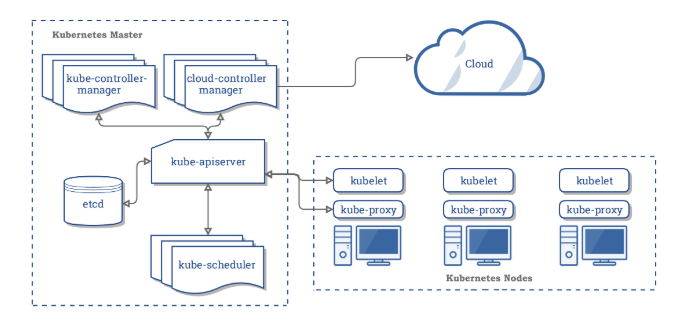 Kubernetes Master
kube-controller-
manager
cloud-controller
manager
Cloud
kube-apiserver
etcd
kube-scheduler
kubelet
kubelet
kubelet
kube-proxy
kube-proxy
kube-proxy
Kubernetes Nodes